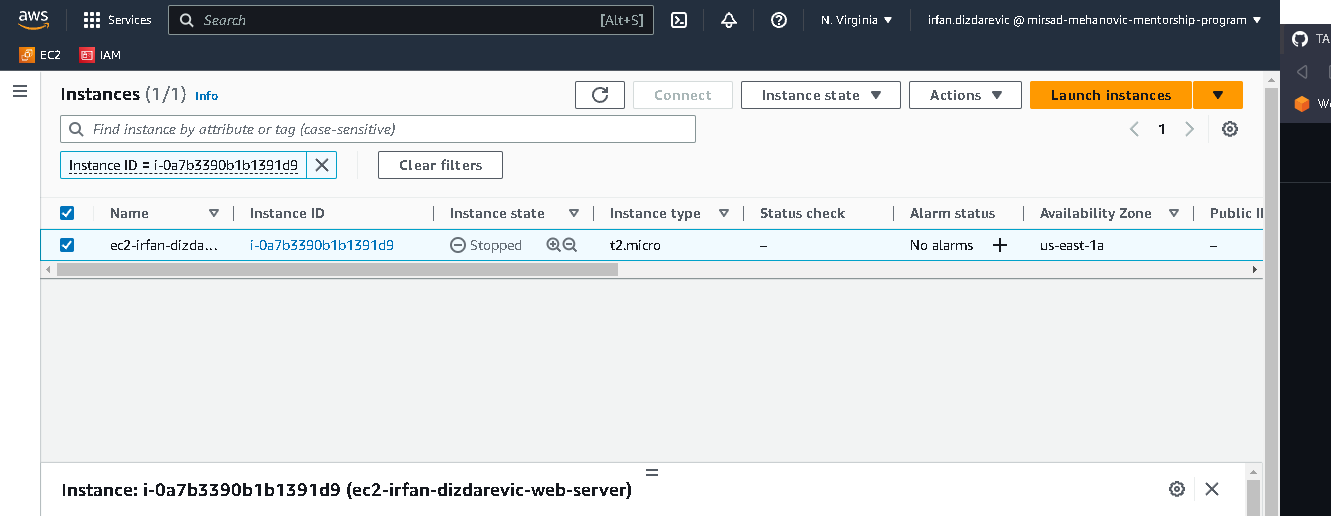 aws Services Search [Alt+S] N. Virginia irfan.dizdarevic @ mirsad-mehanovic-mentorship-program
TA
EC2 IAM
Instances (1/1) Info Connect Instance state Actions Launch instances
Find instance by attribute or tag (case-sensitive) 1
Instance ID = i-0a7b3390b1b1391d9 Clear filters
Name Instance ID Instance state Instance type Status check Alarm status Availability Zone Public
ec2-irfan-dizda... i-0a7b3390b1b1391d9 Stopped t2.micro – No alarms + us-east-1a –
Instance: i-0a7b3390b1b1391d9 (ec2-irfan-dizdarevic-web-server)